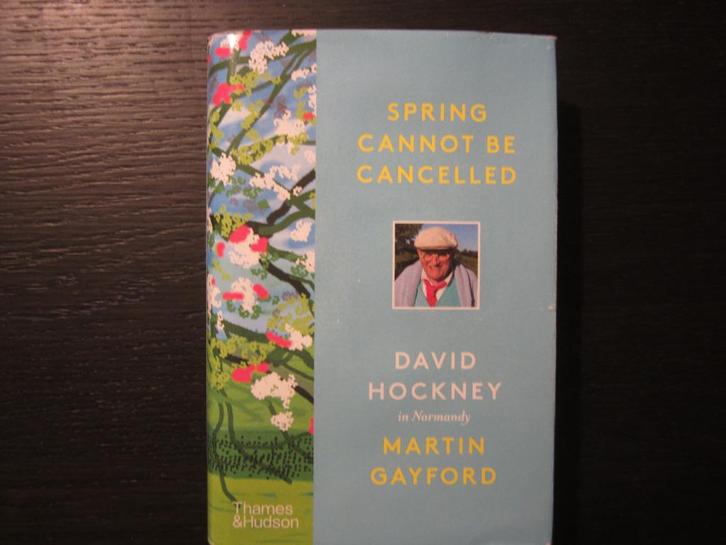 SPRING
CANNOT BE
CANCELLED
DAVID
HOCKNEY
in Normandy
MARTIN
GAYFORD
Thames
&Hudson